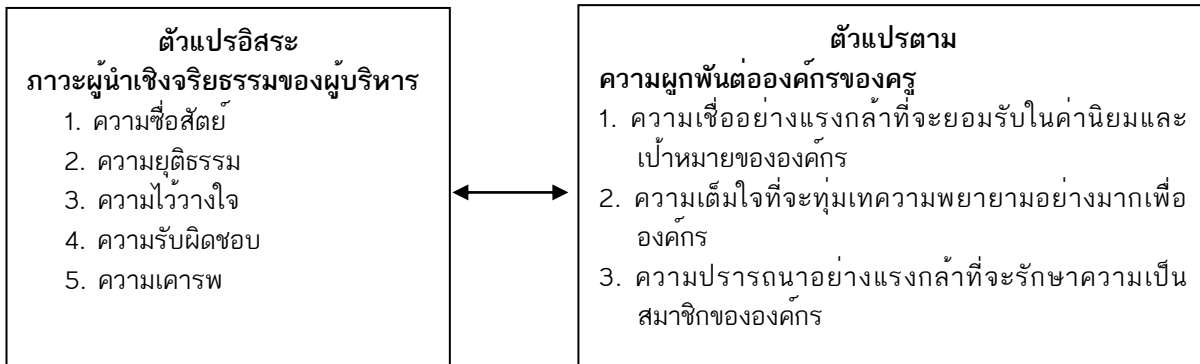 ตัวแปรอิสระ
ภาวะผู้นำเชิงจริยธรรมของผู้บริหาร
1. ความซื่อสัตย์
2. ความยุติธรรม
3. ความไว้วางใจ
4. ความรับผิดชอบ
5. ความเคารพ
ตัวแปรตาม
ความผูกพันต่อองค์กรของครู
1. ความเชื่ออย่างแรงกล้าที่จะยอมรับในค่านิยมและ
เป้าหมายขององค์กร
2. ความเต็มใจที่จะทุ่มเทความพยายามอย่างมากเพื่อ
องค์กร
3. ความปรารถนาอย่างแรงกล้าที่จะรักษาความเป็น
สมาชิกขององค์กร